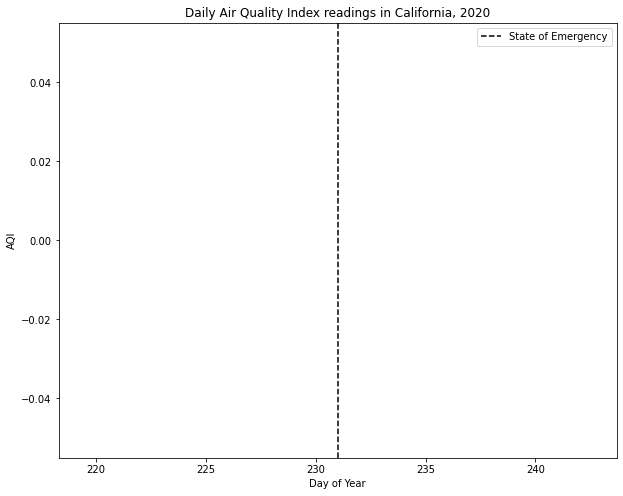 Daily Air Quality Index readings in California, 2020
State of Emergency
0.04
0.02
0.00
−0.02
−0.04
AQI
220 225 230 235 240
Day of Year